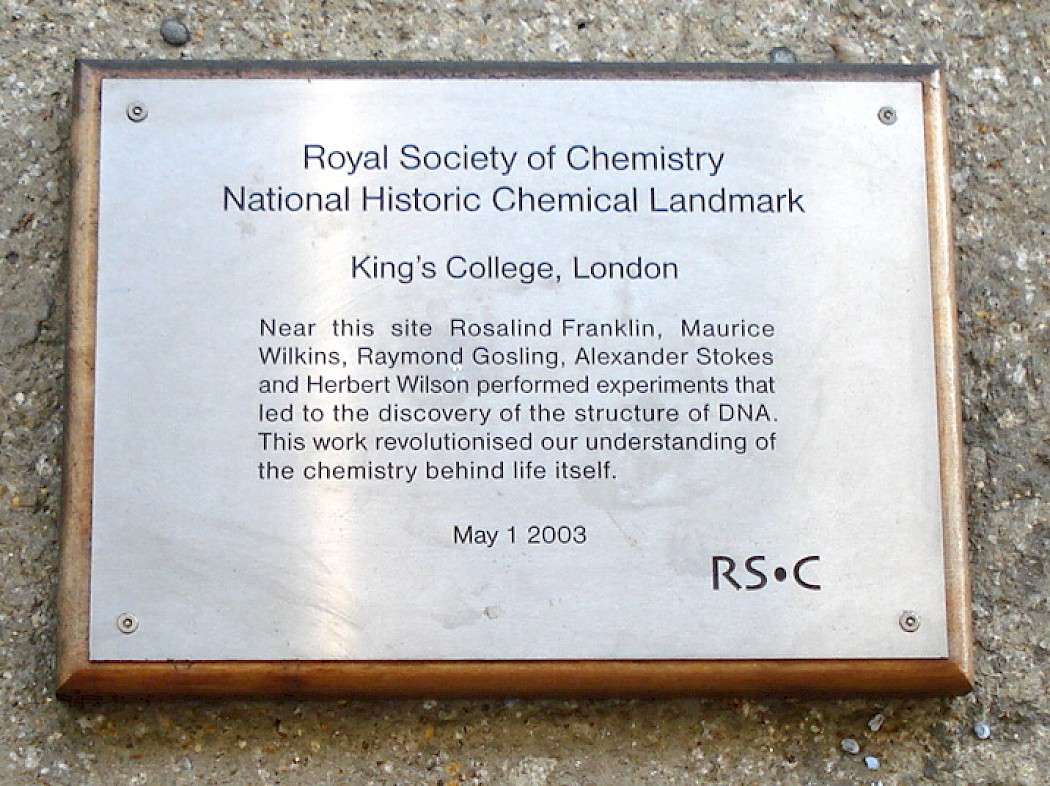 Royal Society of Chemistry
National Historic Chemical Landmark
King's College, London
Near this site Rosalind Franklin, Maurice
Wilkins, Raymond Gosling, Alexander Stokes
and Herbert Wilson performed experiments that
led to the discovery of the structure of DNA.
This work revolutionised our understanding of
the chemistry behind life itself.
May 1 2003
RS•C